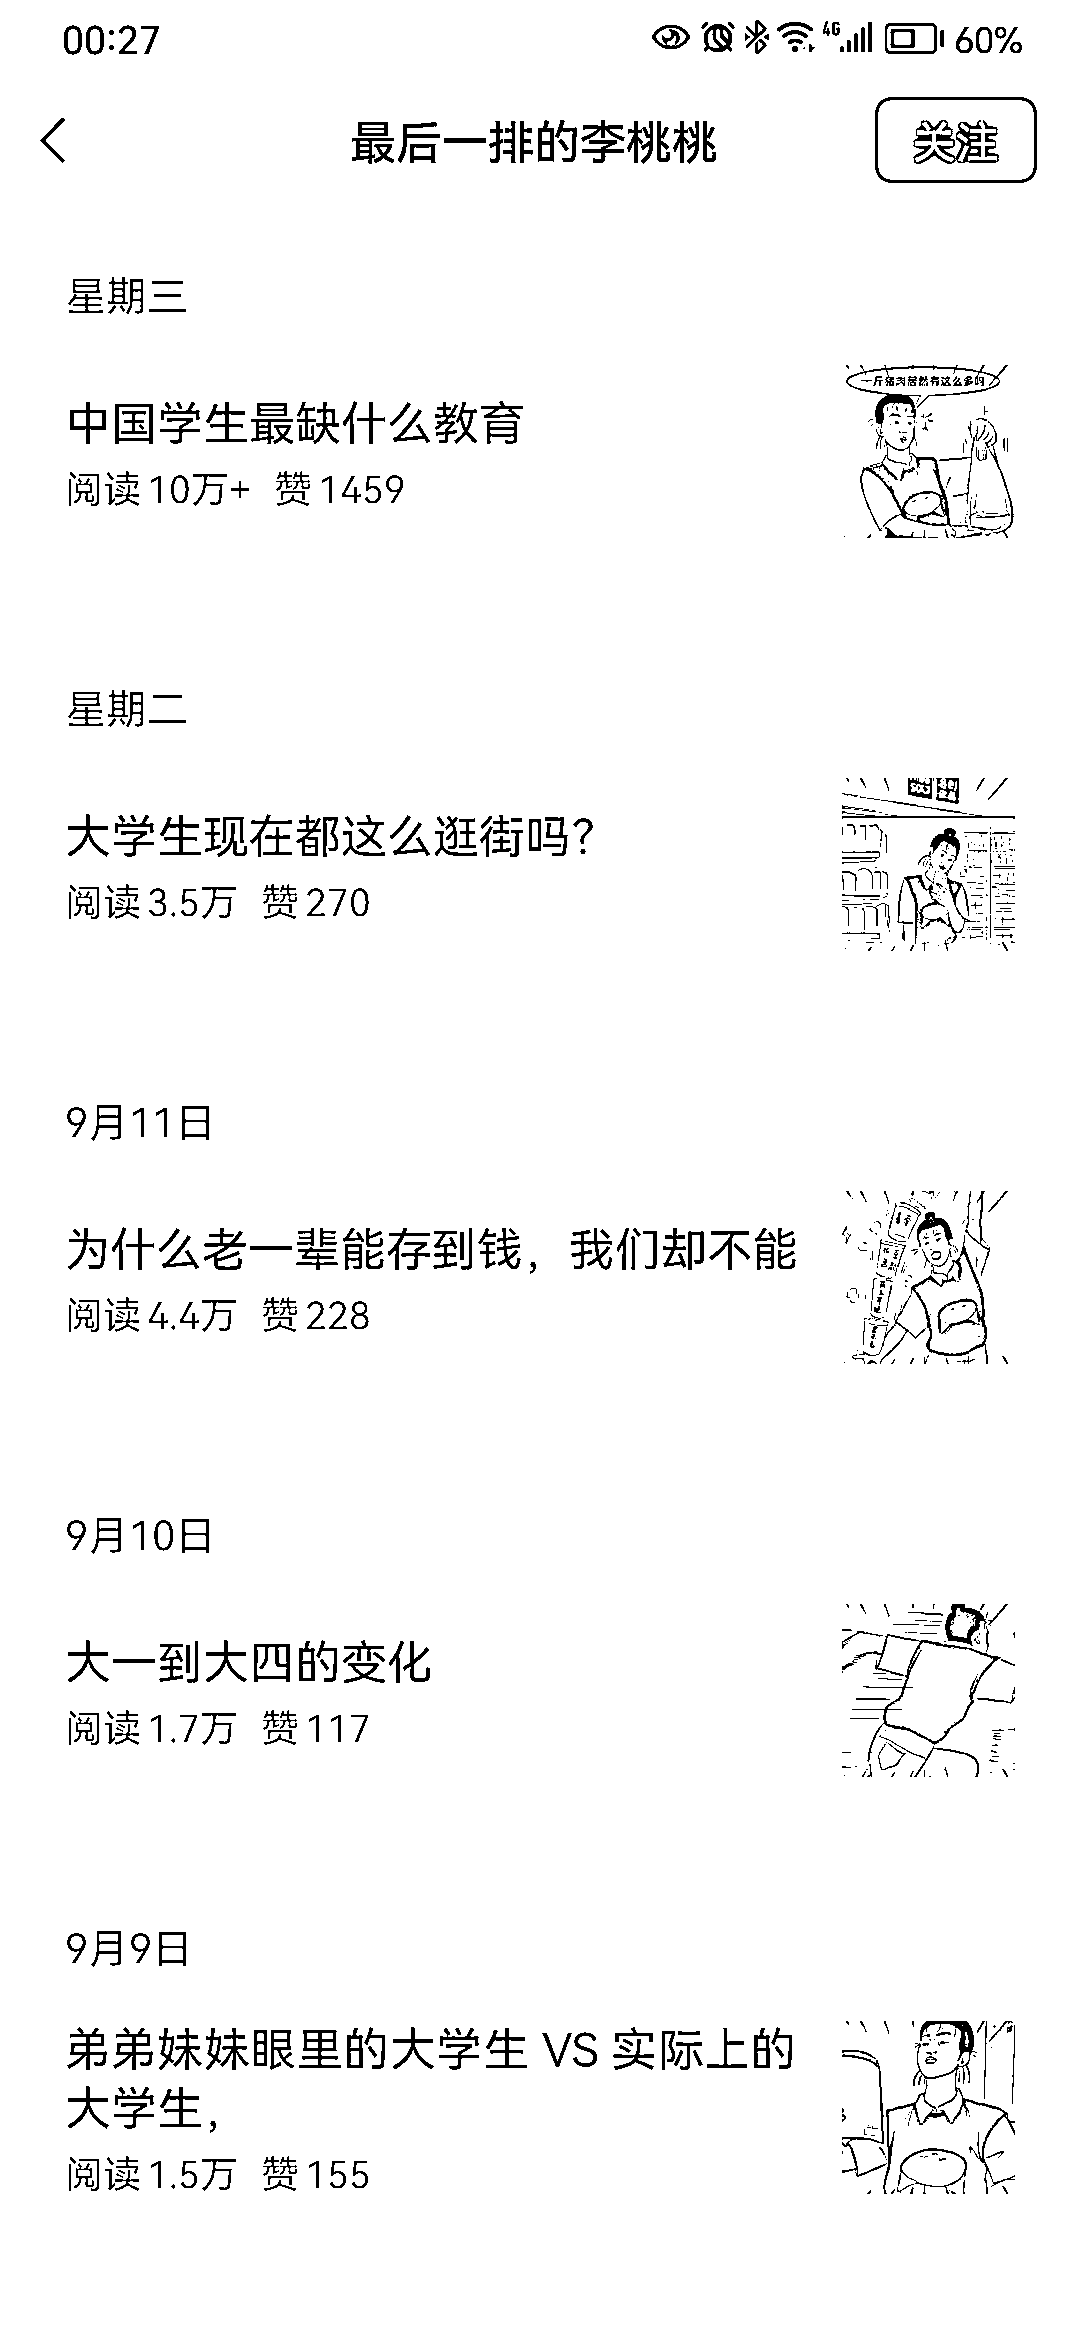 00:27
4G 60%
最后一排的李桃桃
关注
星期三
一斤猪肉居然有这么多吗
中国学生最缺什么教育
阅读 10万+ 赞 1459
星期二
大学生现在都这么逛街吗?
阅读 3.5万 赞 270
9月11日
为什么老一辈能存到钱，我们却不能
阅读 4.4万 赞 228
9月10日
大一到大四的变化
阅读 1.7万 赞 117
9月9日
弟弟妹妹眼里的大学生 VS 实际上的
大学生，
阅读 1.5万 赞 155